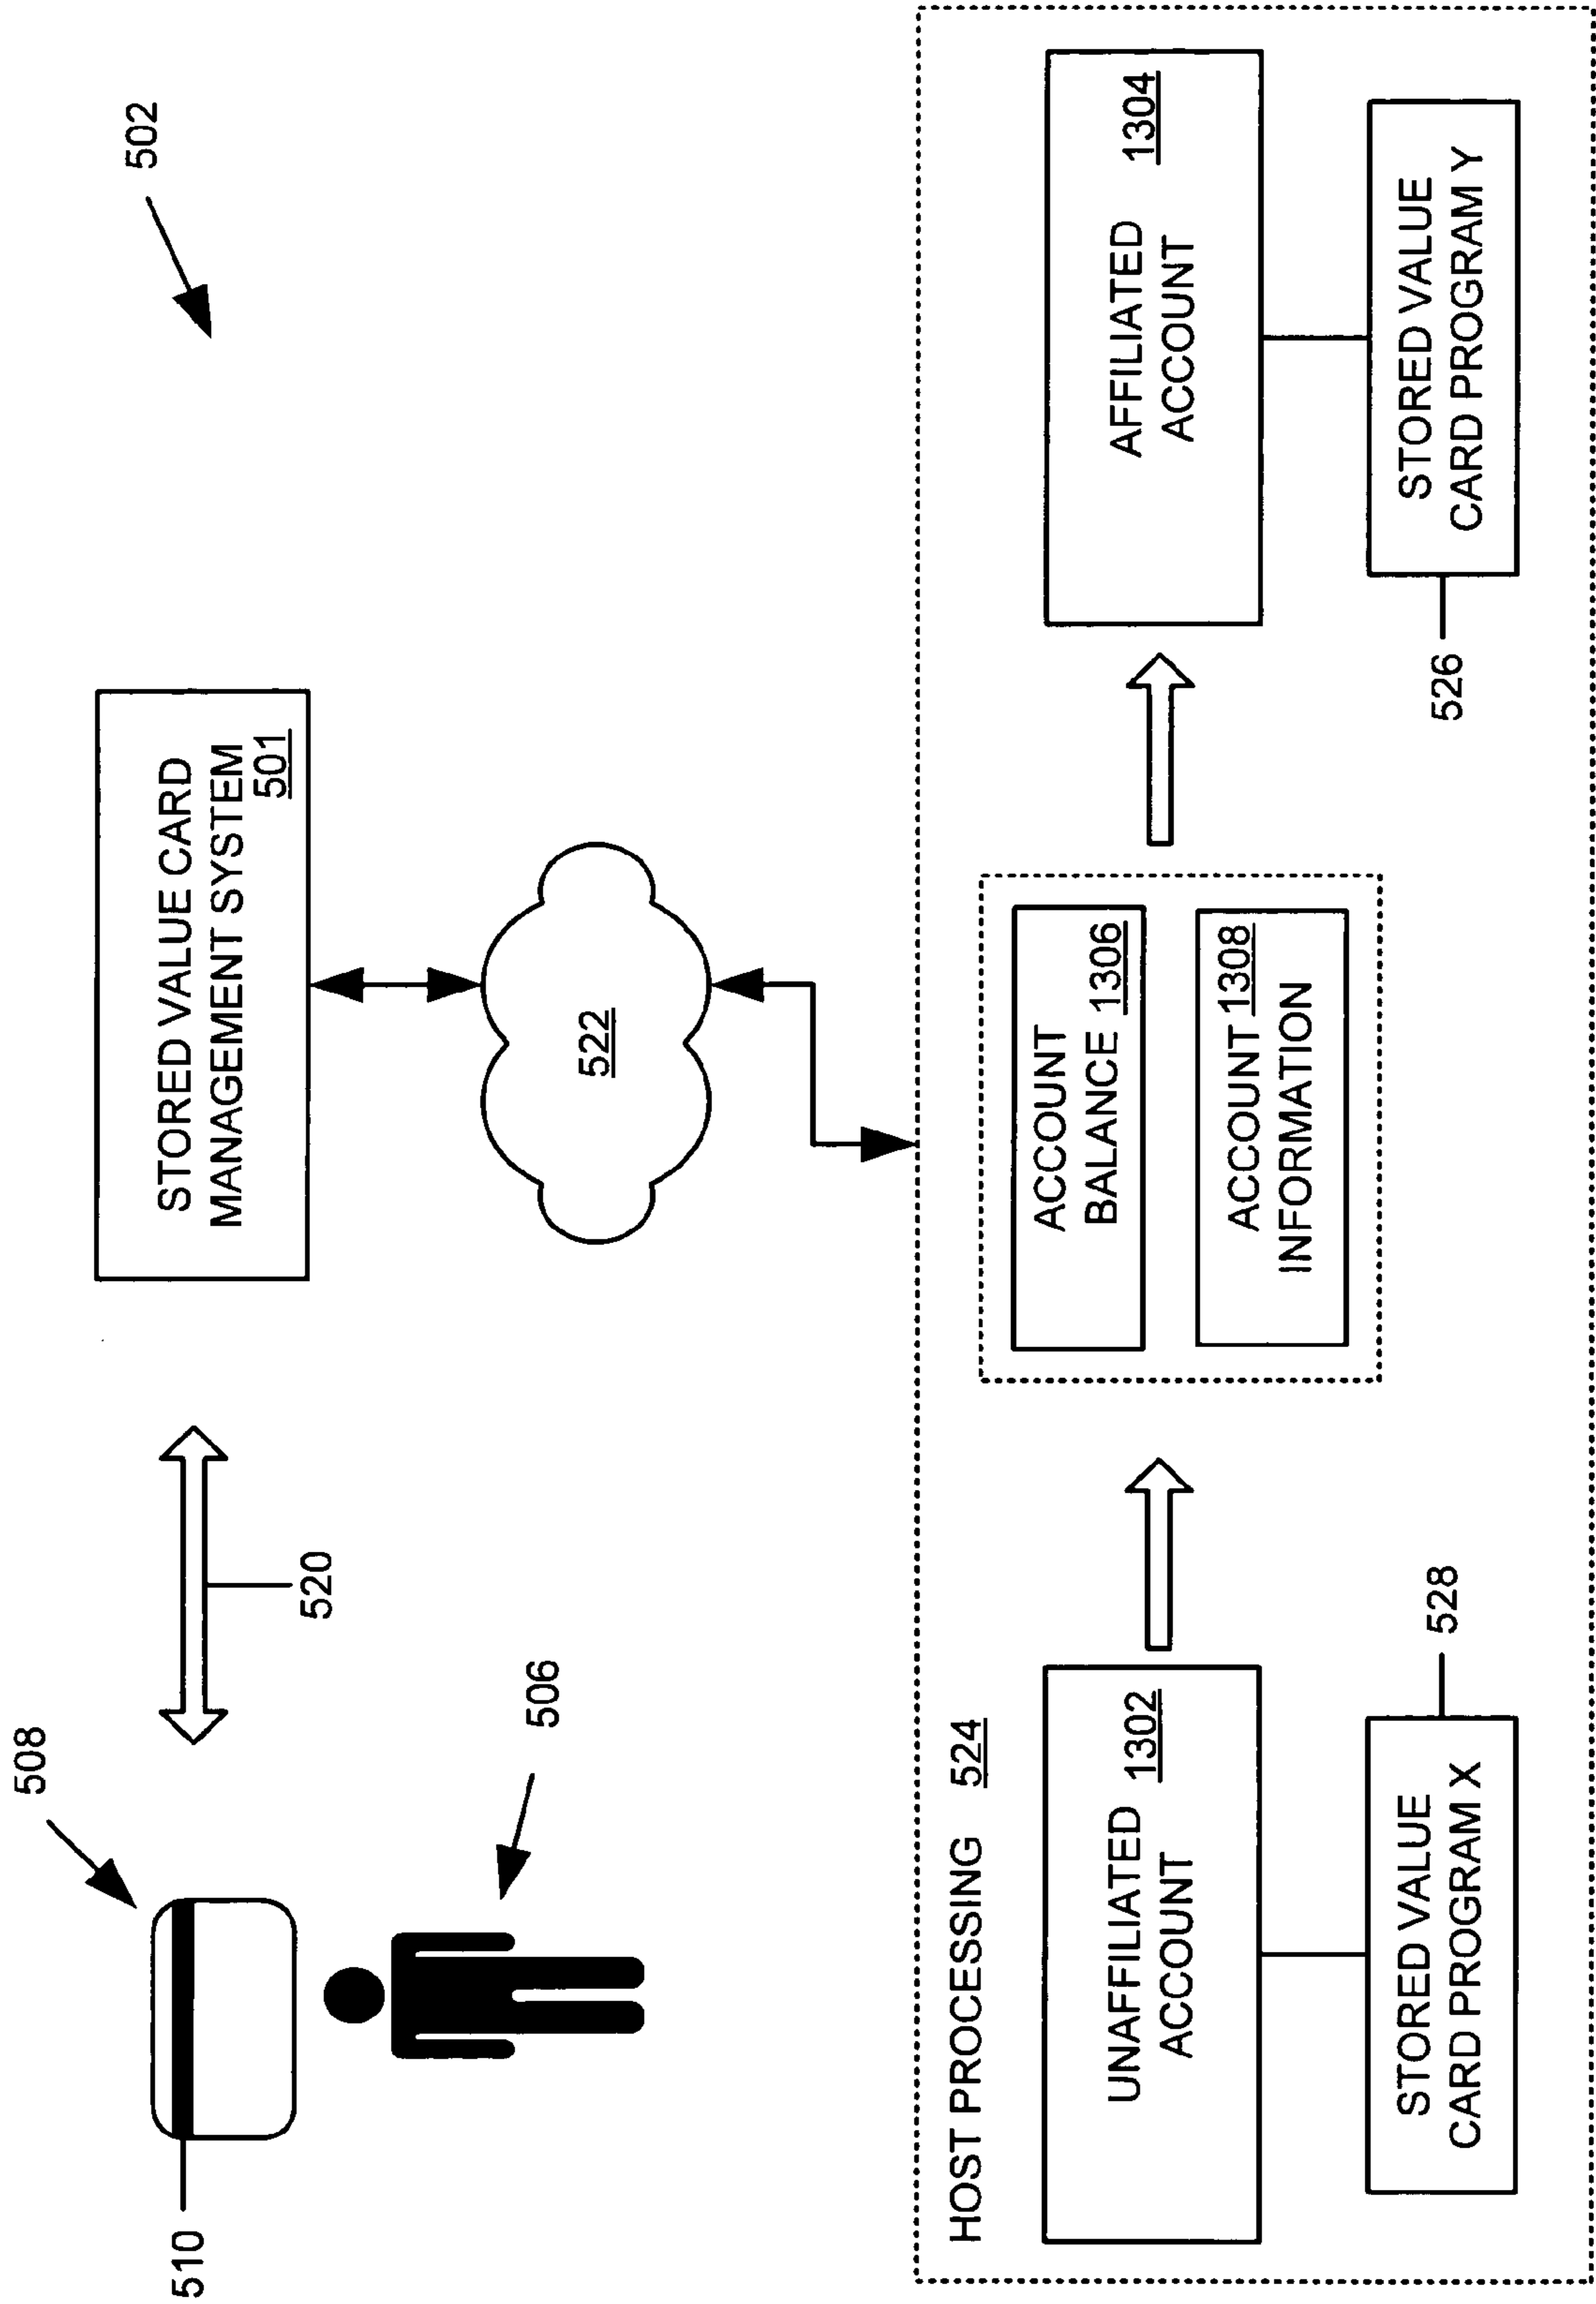 502
STORED VALUE CARD
MANAGEMENT SYSTEM
501
508
510
520
506
522
HOST PROCESSING 524
UNAFFILIATED
ACCOUNT
1302
ACCOUNT
BALANCE 1306
ACCOUNT 1308
INFORMATION
AFFILIATED
ACCOUNT
1304
STORED VALUE
CARD PROGRAM X
528
STORED VALUE
CARD PROGRAM Y
526